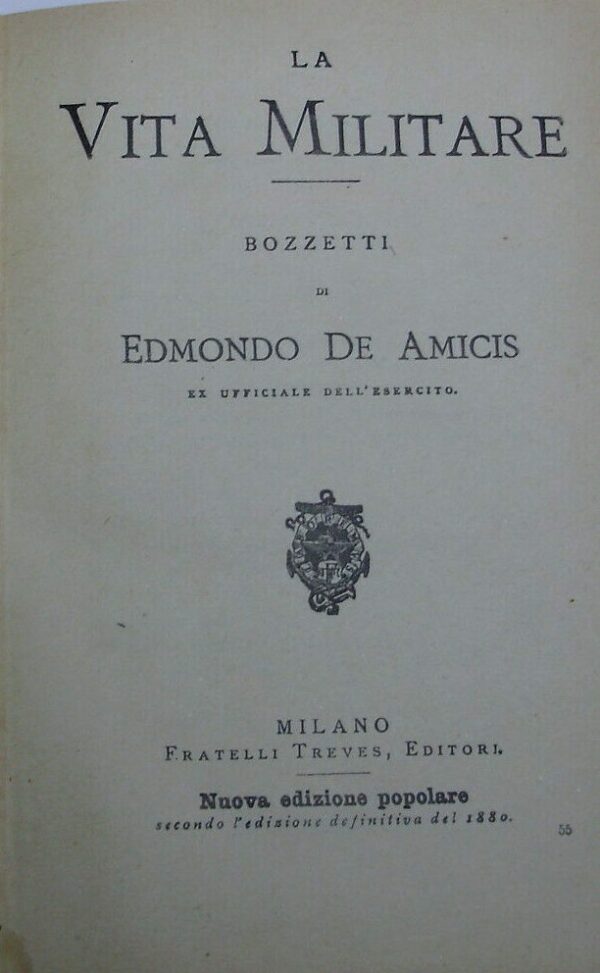 LA
VITA MILITARE
BOZZETTI
DI
EDMONDO DE AMICIS
EX UFFICIALE DELL'ESERCITO.
MILANO
FRATELLI TREVES, EDITORI.
Nuova edizione popolare
secondo l'edizione definitiva del 1880.
55